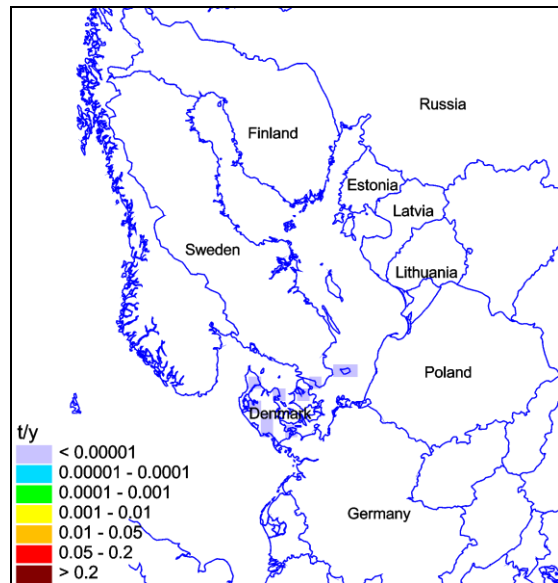 Russia
Finland
Estonia
Latvia
Sweden
Lithuania
Poland
Denmark
Germany
t/y
< 0.00001
0.00001 - 0.0001
0.0001 - 0.001
0.001 - 0.01
0.01 - 0.05
0.05 - 0.2
> 0.2